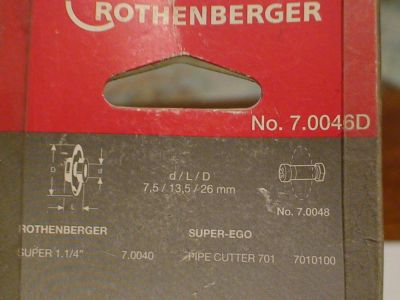 ROTHENBERGER
No. 7.0046D
D
d
L
d / L / D
7,5 / 13,5 / 26 mm
No. 7.0048
ROTHENBERGER
SUPER 1.1/4" 7.0040
SUPER-EGO
PIPE CUTTER 701 7010100